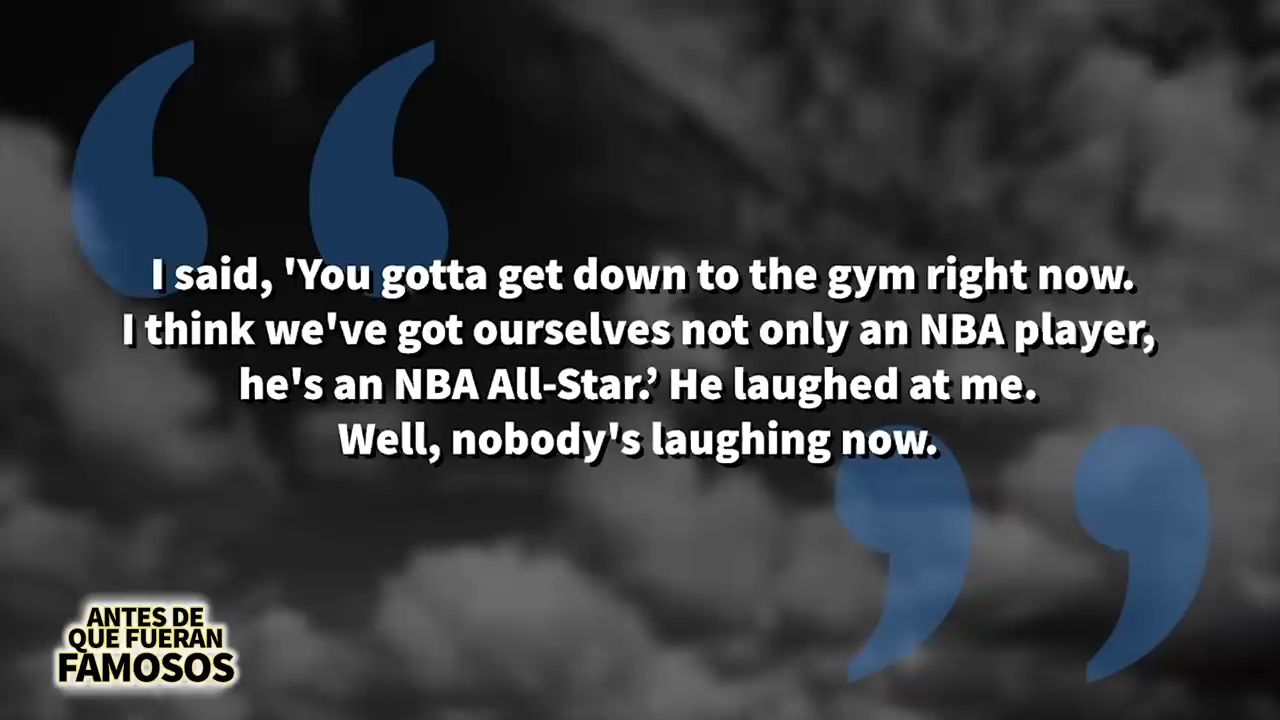 I said, 'You gotta get down to the gym right now.
I think we've got ourselves not only an NBA player,
he's an NBA All-Star.’ He laughed at me.
Well, nobody's laughing now.
ANTES DE
QUE FUERAN
FAMOSOS